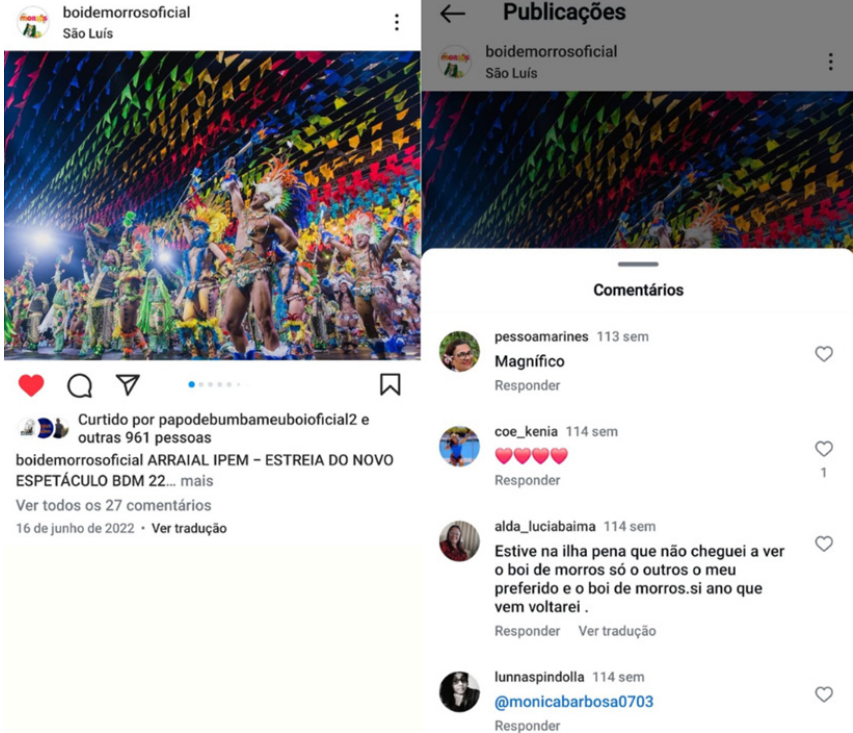 boidemorrosoficial
São Luís
Curtido por papodebumbameuboioficial2 e
outras 961 pessoas
boidemorrosoficial ARRAIAL IPEM – ESTREIA DO NOVO
ESPETÁCULO BDM 22... mais
Ver todos os 27 comentários
16 de junho de 2022 • Ver tradução
Publicações
boidemorrosoficial
São Luís
Comentários
pessoamarines 113 sem
Magnífico
Responder
coe_kenia 114 sem
Responder
1
alda_luciabaima 114 sem
Estive na ilha pena que não cheguei a ver
o boi de morros só o outros o meu
preferido e o boi de morros.si ano que
vem voltarei .
Responder Ver tradução
lunnaspindolla 114 sem
@monicabarbosa0703
Responder